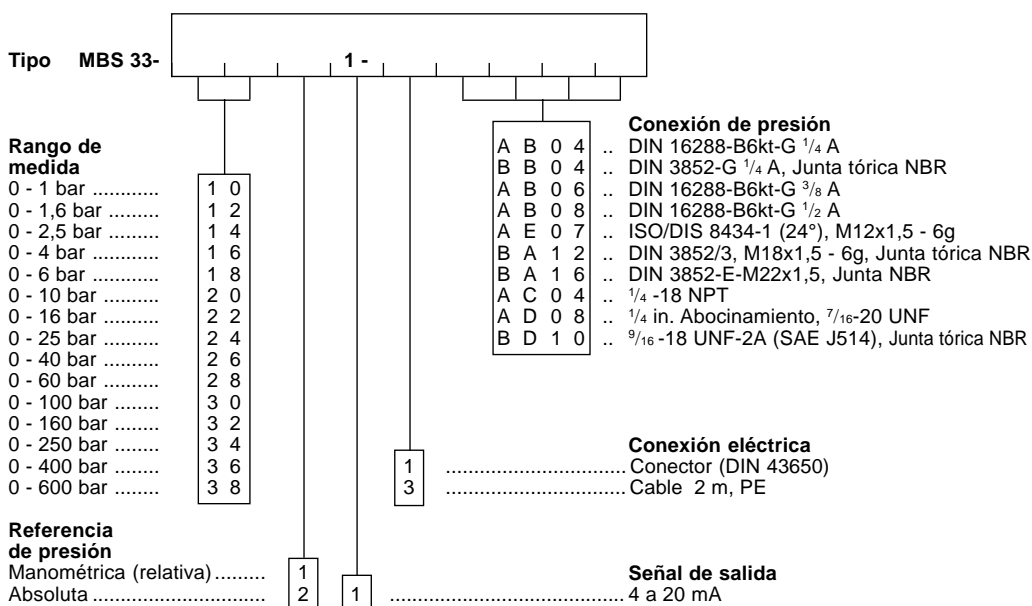 Tipo MBS 33- 1 -
Conexión de presión
A B 0 4 .. DIN 16288-B6kt-G 1/4 A
B B 0 4 .. DIN 3852-G 1/4 A, Junta tórica NBR
A B 0 6 .. DIN 16288-B6kt-G 3/8 A
A B 0 8 .. DIN 16288-B6kt-G 1/2 A
A E 0 7 .. ISO/DIS 8434-1 (24°), M12x1,5 - 6g
B A 1 2 .. DIN 3852/3, M18x1,5 - 6g, Junta tórica NBR
B A 1 6 .. DIN 3852-E-M22x1,5, Junta NBR
A C 0 4 .. 1/4 -18 NPT
A D 0 8 .. 1/4 in. Abocinamiento, 7/16-20 UNF
B D 1 0 .. 9/16 -18 UNF-2A (SAE J514), Junta tórica NBR
Rango de
medida
0 - 1 bar ............ 1 0
0 - 1,6 bar ......... 1 2
0 - 2,5 bar ......... 1 4
0 - 4 bar ............ 1 6
0 - 6 bar ............ 1 8
0 - 10 bar .......... 2 0
0 - 16 bar .......... 2 2
0 - 25 bar .......... 2 4
0 - 40 bar .......... 2 6
0 - 60 bar .......... 2 8
0 - 100 bar ........ 3 0
0 - 160 bar ........ 3 2
0 - 250 bar ........ 3 4
0 - 400 bar ........ 3 6
0 - 600 bar ........ 3 8
Conexión eléctrica
1 ............................... Conector (DIN 43650)
3 ............................... Cable 2 m, PE
Referencia
de presión
Manométrica (relativa) ......... 1
Absoluta .............................. 2
Señal de salida
1 ........................................ 4 a 20 mA